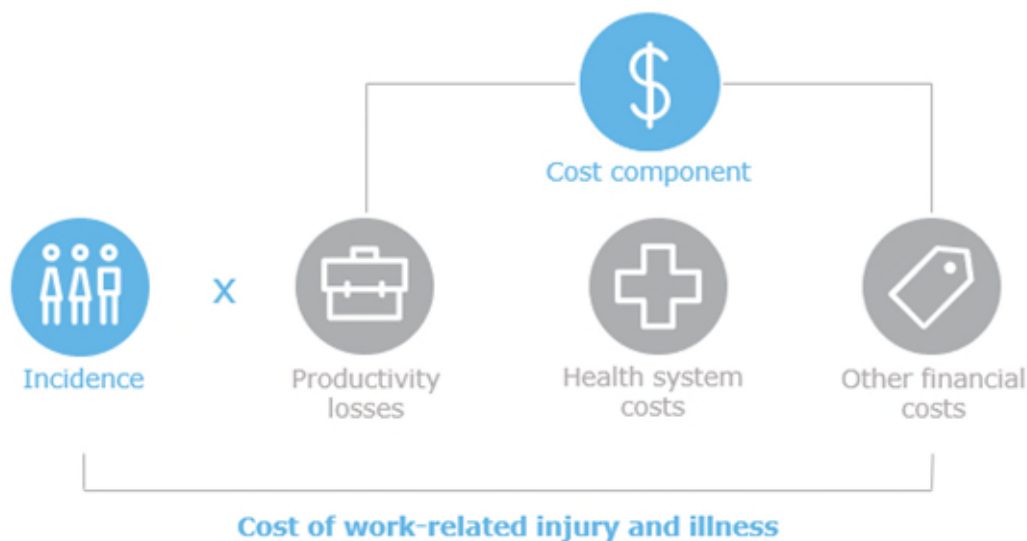 $
Cost component
x
Incidence
Productivity
losses
Health system
costs
Other financial
costs
Cost of work-related injury and illness